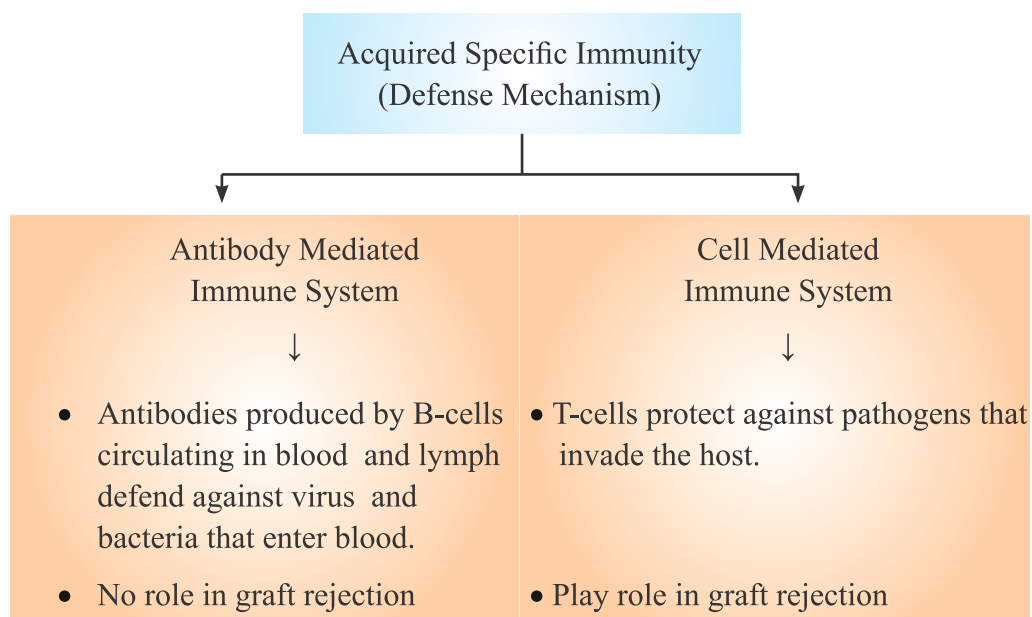 Acquired Specific Immunity
(Defense Mechanism)
Antibody Mediated
Immune System
↓
• Antibodies produced by B-cells
circulating in blood and lymph
defend against virus and
bacteria that enter blood.
• No role in graft rejection
Cell Mediated
Immune System
↓
• T-cells protect against pathogens that
invade the host.
• Play role in graft rejection